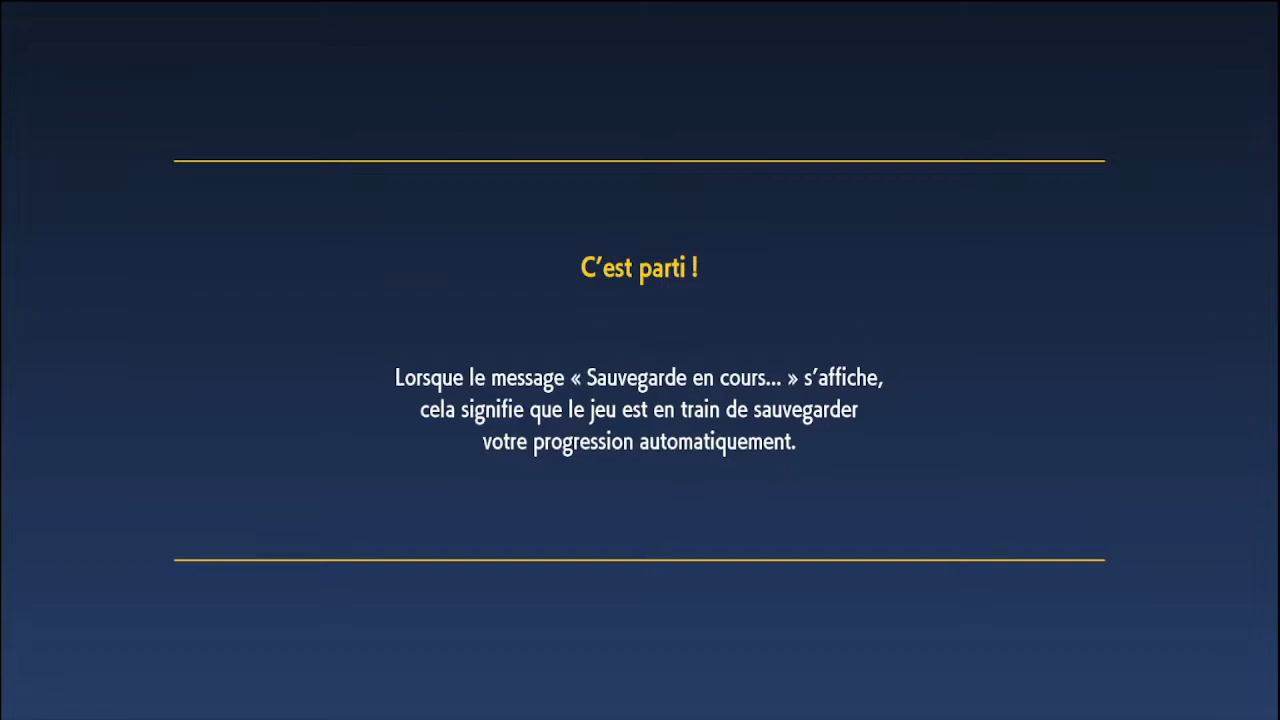 C’est parti !
Lorsque le message « Sauvegarde en cours... » s’affiche,
cela signifie que le jeu est en train de sauvegarder
votre progression automatiquement.